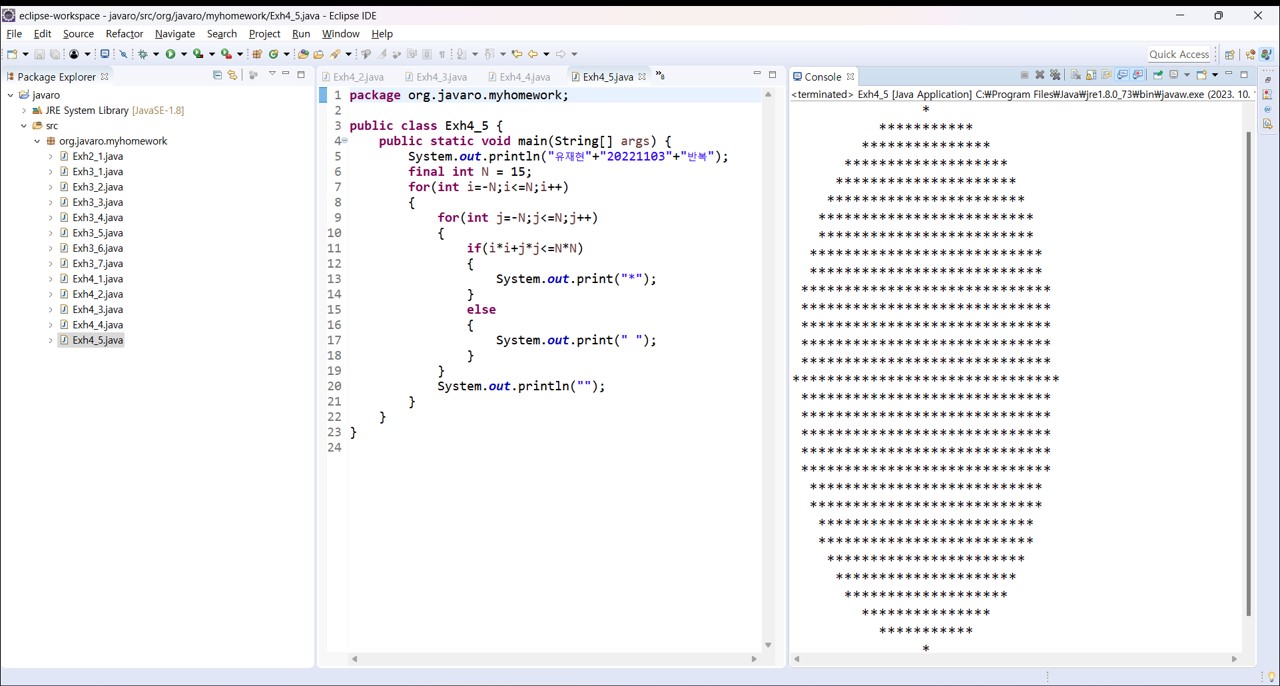 eclipse-workspace - javaro/src/org/javaro/myhomework/Exh4_5.java - Eclipse IDE
File Edit Source Refactor Navigate Search Project Run Window Help
Quick Access
Package Explorer
javaro
JRE System Library [JavaSE-1.8]
src
org.javaro.myhomework
Exh2_1.java
Exh3_1.java
Exh3_2.java
Exh3_3.java
Exh3_4.java
Exh3_5.java
Exh3_6.java
Exh3_7.java
Exh4_1.java
Exh4_2.java
Exh4_3.java
Exh4_4.java
Exh4_5.java
Exh4_2.java Exh4_3.java Exh4_4.java Exh4_5.java »8
1 package org.javaro.myhomework;
2
3 public class Exh4_5 {
4 public static void main(String[] args) {
5 System.out.println("유재현"+"20221103"+"반복");
6 final int N = 15;
7 for(int i=-N;i<=N;i++)
8 {
9 for(int j=-N;j<=N;j++)
10 {
11 if(i*i+j*j<=N*N)
12 {
13 System.out.print("*");
14 }
15 else
16 {
17 System.out.print(" ");
18 }
19 }
20 System.out.println("");
21 }
22 }
23 }
24
Console
<terminated> Exh4_5 [Java Application] C:₩Program Files₩Java₩jre1.8.0_73₩bin₩javaw.exe (2023. 10.
               *
          ***********
        ***************
      *******************
     *********************
    ***********************
   *************************
   *************************
  ***************************
  ***************************
 *****************************
 *****************************
 *****************************
 *****************************
 *****************************
*******************************
 *****************************
 *****************************
 *****************************
 *****************************
 *****************************
  ***************************
  ***************************
   *************************
   *************************
    ***********************
     *********************
      *******************
        ***************
          ***********
               *